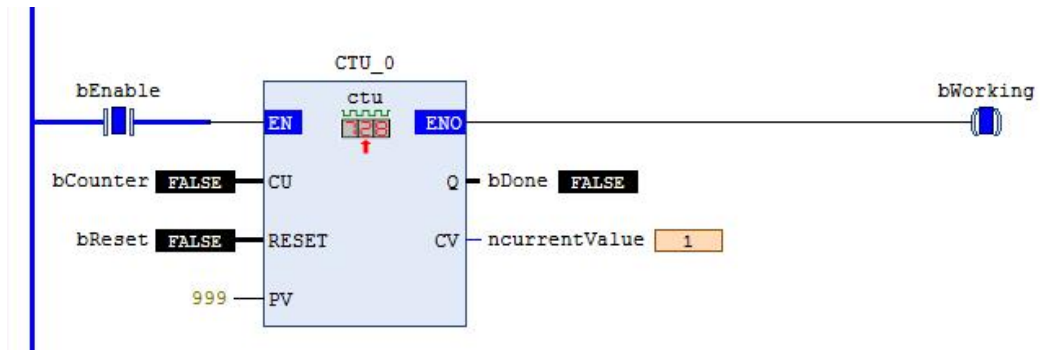 CTU_0
bEnable
bWorking
ctu
728
EN
ENO
bCounter FALSE CU
Q bDone FALSE
bReset FALSE RESET
CV ncurrentValue 1
999 PV